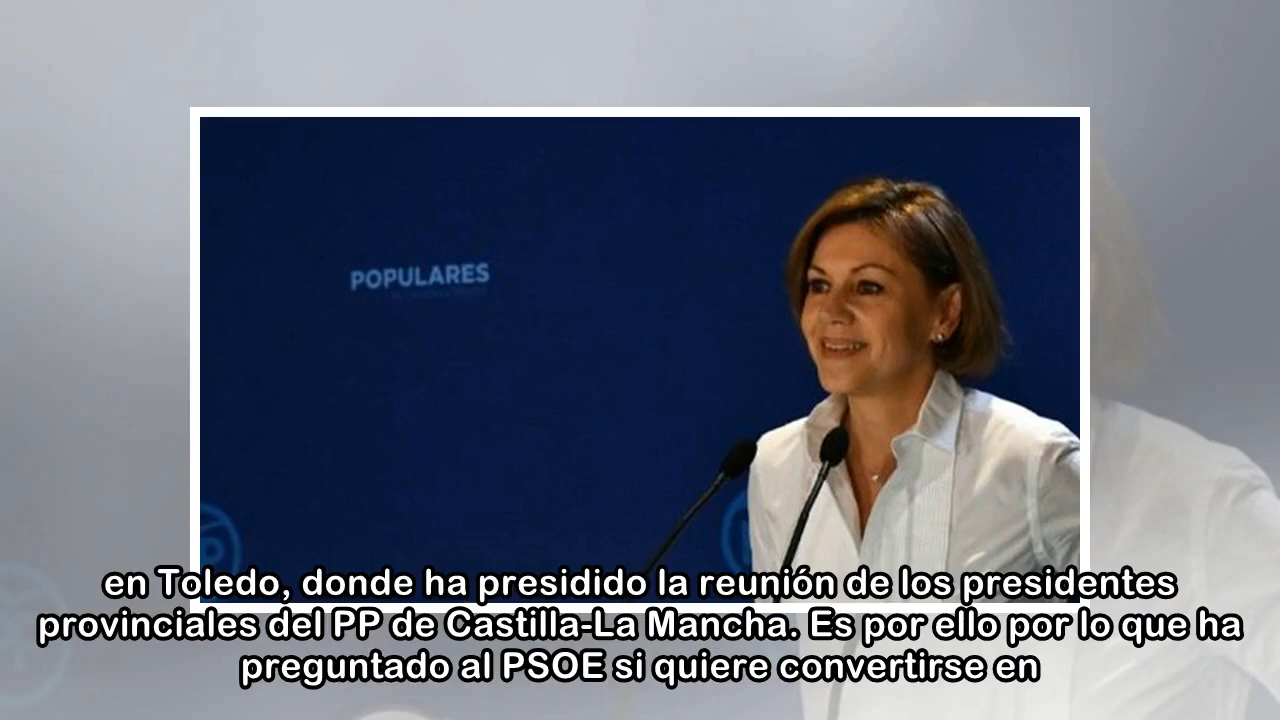 POPULARES
en Toledo, donde ha presidido la reunión de los presidentes
provinciales del PP de Castilla-La Mancha. Es por ello por lo que ha
preguntado al PSOE si quiere convertirse en